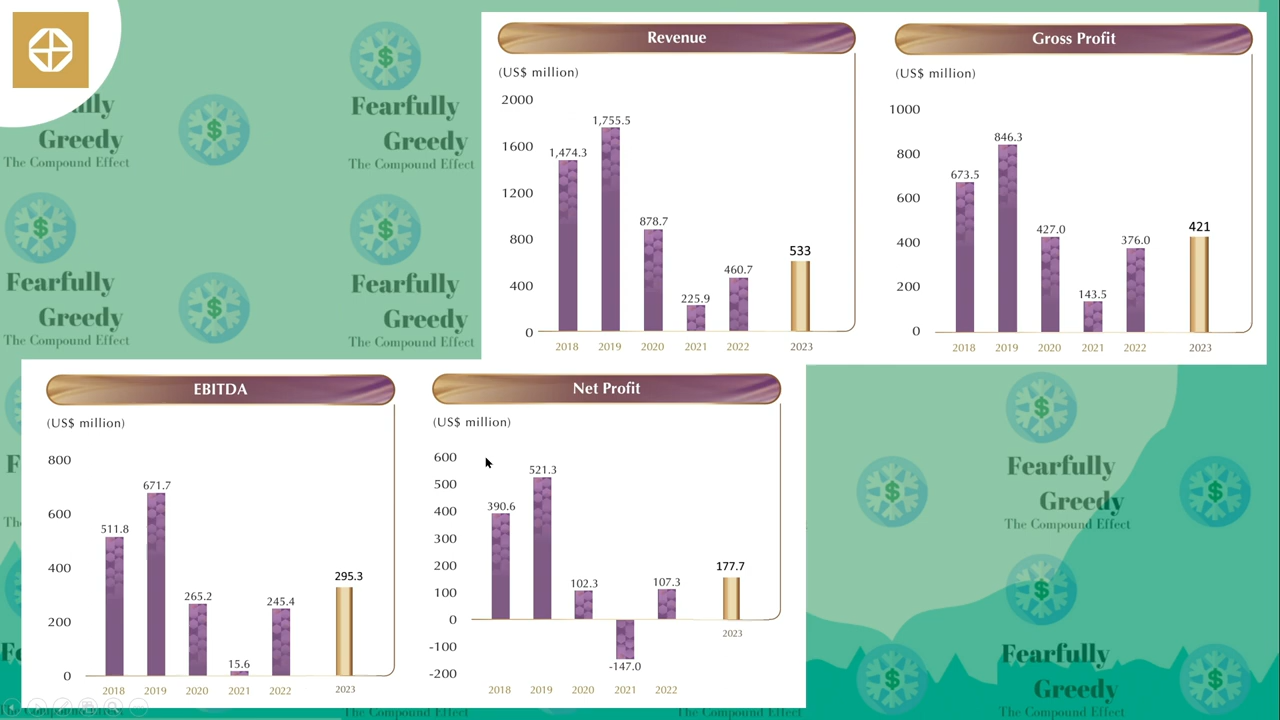 Revenue
(US$ million)
2000
1600
1200
800
400
0
1,474.3
1,755.5
878.7
225.9
460.7
533
2018 2019 2020 2021 2022 2023
Gross Profit
(US$ million)
1000
800
600
400
200
0
673.5
846.3
427.0
143.5
376.0
421
2018 2019 2020 2021 2022 2023
EBITDA
(US$ million)
800
600
400
200
0
511.8
671.7
265.2
15.6
245.4
295.3
2018 2019 2020 2021 2022 2023
Net Profit
(US$ million)
600
500
400
300
200
100
0
-100
-200
390.6
521.3
102.3
-147.0
107.3
177.7
2023
2018 2019 2020 2021 2022
Greedy
The Compound Effect
Fearfully
Greedy
The Compound Effect
Fearfully
Greedy
The Compound Effect
Fearfully
Greedy
The Compound Effect
Fearfully
Greedy
The Compound Effect
Fearfully
Greedy
The Compound Effect